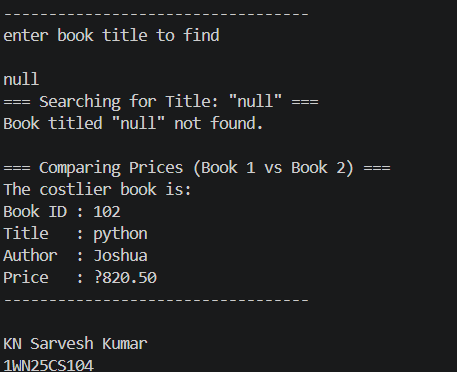 ----------------------------------
enter book title to find
null
=== Searching for Title: "null" ===
Book titled "null" not found.
=== Comparing Prices (Book 1 vs Book 2) ===
The costlier book is:
Book ID : 102
Title   : python
Author  : Joshua
Price   : ?820.50
----------------------------------
KN Sarvesh Kumar
1WN25CS104